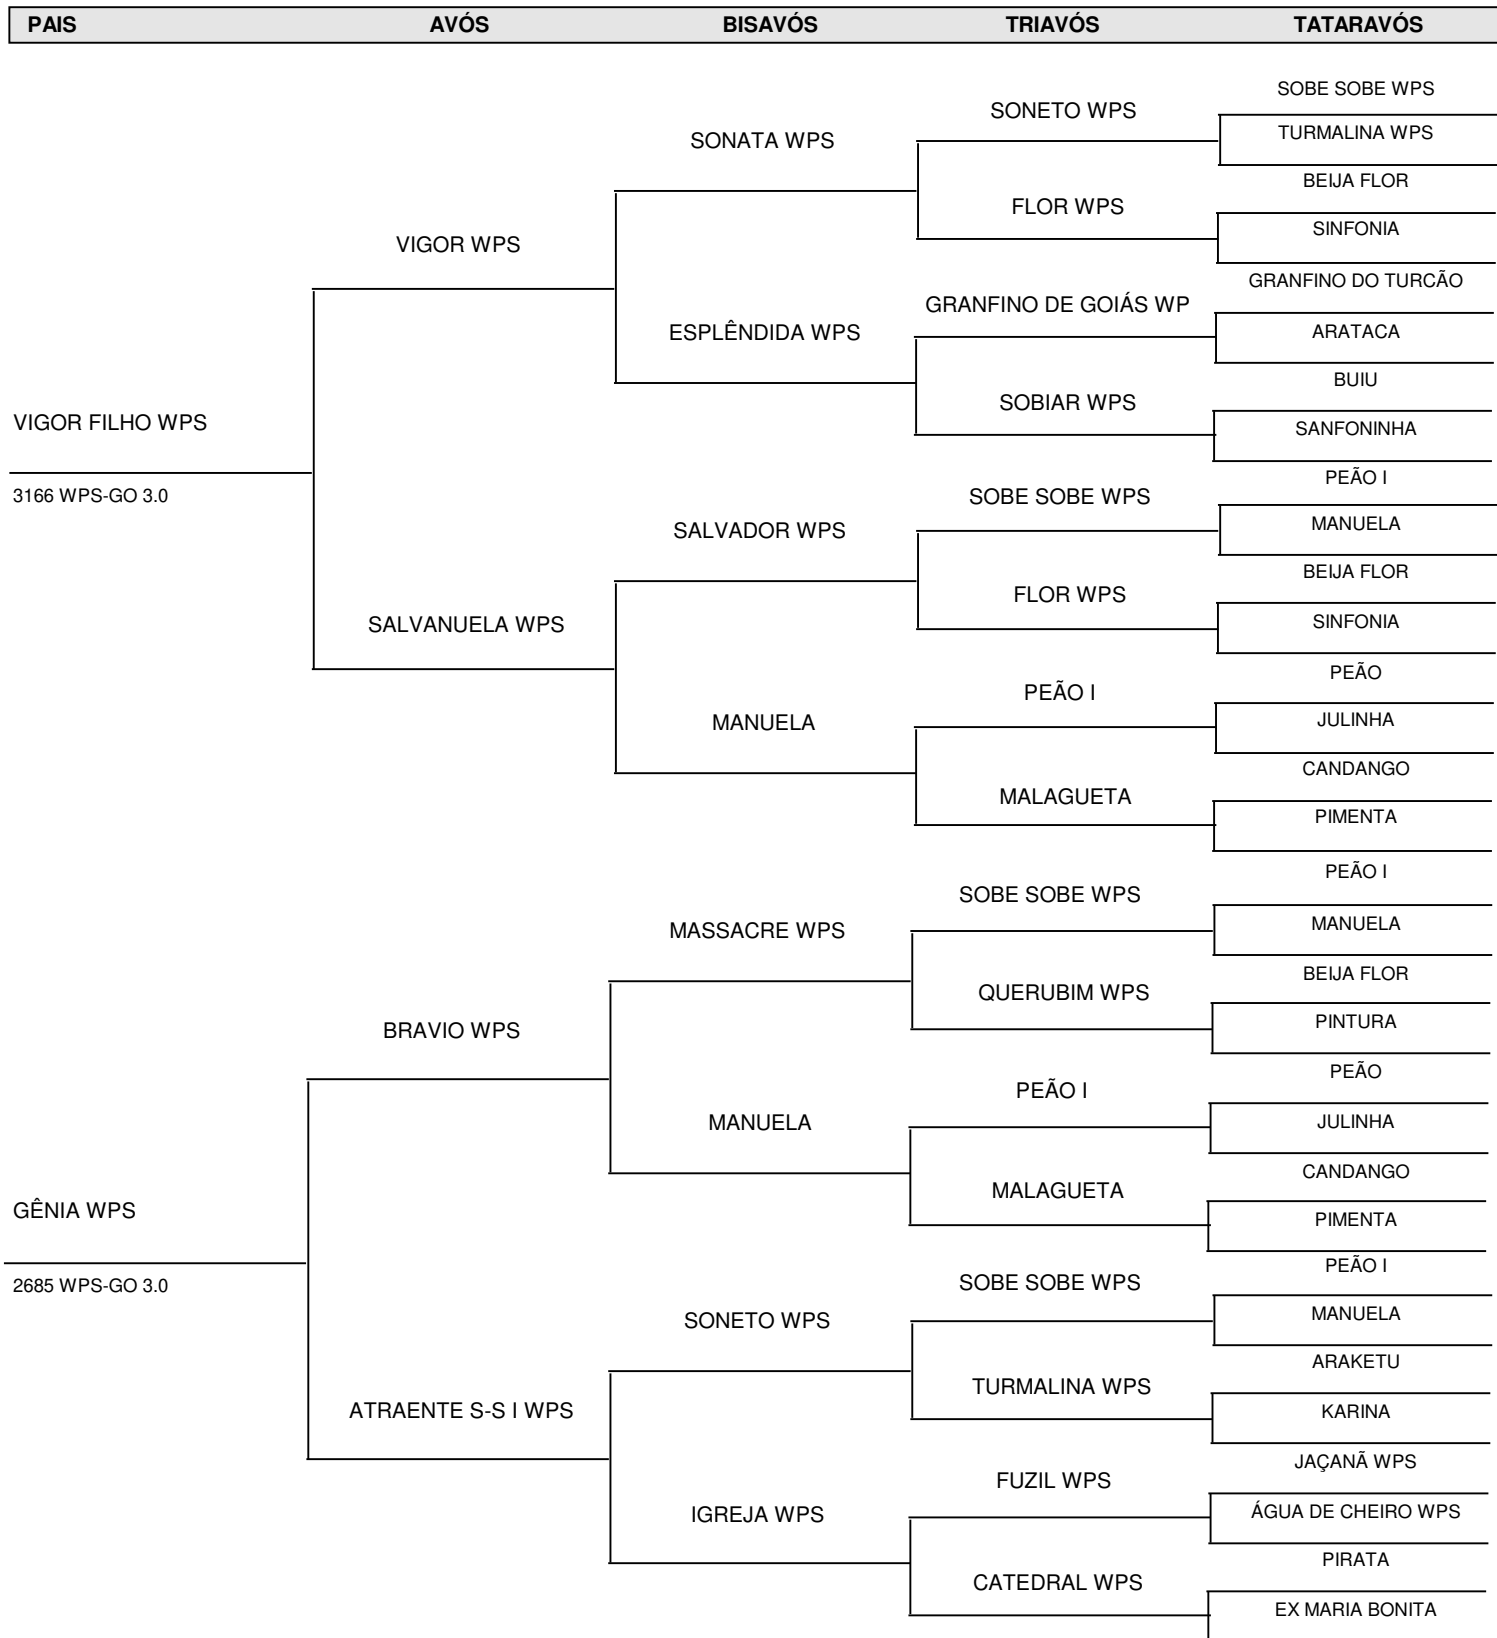 PAIS AVÓS BISAVÓS TRIAVÓS TATARAVÓS
SOBE SOBE WPS
SONETO WPS
TURMALINA WPS
SONATA WPS
BEIJA FLOR
FLOR WPS
SINFONIA
VIGOR WPS
GRANFINO DO TURCÃO
GRANFINO DE GOIÁS WP
ARATACA
ESPLÊNDIDA WPS
BUIU
SOBIAR WPS
VIGOR FILHO WPS
SANFONINHA
PEÃO I
3166 WPS-GO 3.0
SOBE SOBE WPS
MANUELA
SALVADOR WPS
BEIJA FLOR
FLOR WPS
SINFONIA
SALVANUELA WPS
PEÃO
PEÃO I
JULINHA
MANUELA
CANDANGO
MALAGUETA
PIMENTA
PEÃO I
SOBE SOBE WPS
MANUELA
MASSACRE WPS
BEIJA FLOR
QUERUBIM WPS
PINTURA
BRAVIO WPS
PEÃO
PEÃO I
JULINHA
MANUELA
CANDANGO
MALAGUETA
GÊNIA WPS
PIMENTA
PEÃO I
2685 WPS-GO 3.0
SOBE SOBE WPS
MANUELA
SONETO WPS
ARAKETU
TURMALINA WPS
KARINA
ATRAENTE S-S I WPS
JAÇANÃ WPS
FUZIL WPS
ÁGUA DE CHEIRO WPS
IGREJA WPS
PIRATA
CATEDRAL WPS
EX MARIA BONITA